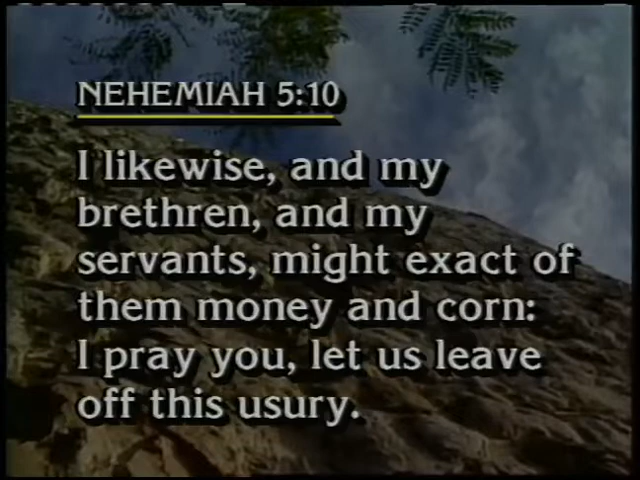 NEHEMIAH 5:10
I likewise, and my
brethren, and my
servants, might exact of
them money and corn:
I pray you, let us leave
off this usury.